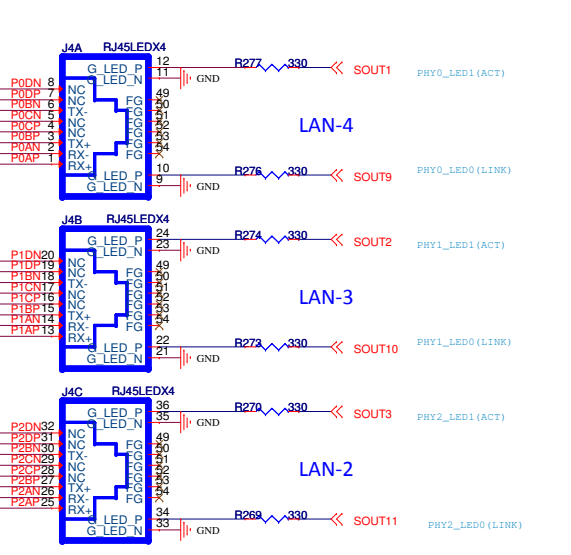 J4A RJ45LEDX4
G_LED_P 12 R277 330 SOUT1 PHY0_LED1(ACT)
G_LED_N 11 GND
P0DN 8 NC FG 49
P0DP 7 NC FG 50
P0BN 6 TX- FG 51
P0CN 5 NC FG 52
P0CP 4 NC FG 53
P0BP 3 TX+ FG 54
P0AN 2 RX-
P0AP 1 RX+
LAN-4
G_LED_P 10 R276 330 SOUT9 PHY0_LED0(LINK)
G_LED_N 9 GND
J4B RJ45LEDX4
G_LED_P 24 R274 330 SOUT2 PHY1_LED1(ACT)
G_LED_N 23 GND
P1DN 20 NC FG 49
P1DP 19 NC FG 50
P1BN 18 TX- FG 51
P1CN 17 NC FG 52
P1CP 16 NC FG 53
P1BP 15 TX+ FG 54
P1AN 14 RX-
P1AP 13 RX+
LAN-3
G_LED_P 22 R273 330 SOUT10 PHY1_LED0(LINK)
G_LED_N 21 GND
J4C RJ45LEDX4
G_LED_P 36 R270 330 SOUT3 PHY2_LED1(ACT)
G_LED_N 35 GND
P2DN 32 NC FG 49
P2DP 31 NC FG 50
P2BN 30 TX- FG 51
P2CN 29 NC FG 52
P2CP 28 NC FG 53
P2BP 27 TX+ FG 54
P2AN 26 RX-
P2AP 25 RX+
LAN-2
G_LED_P 34 R269 330 SOUT11 PHY2_LED0(LINK)
G_LED_N 33 GND